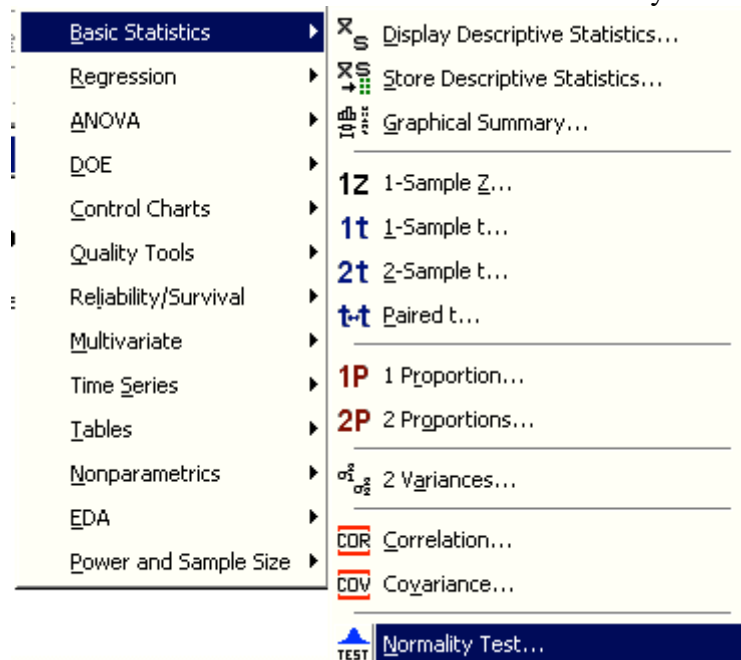 Basic Statistics
Regression
ANOVA
DOE
Control Charts
Quality Tools
Reliability/Survival
Multivariate
Time Series
Tables
Nonparametrics
EDA
Power and Sample Size
Display Descriptive Statistics...
Store Descriptive Statistics...
Graphical Summary...
1Z 1-Sample Z...
1t 1-Sample t...
2t 2-Sample t...
t-t Paired t...
1P 1 Proportion...
2P 2 Proportions...
σ²₁ σ²₂ 2 Variances...
COR Correlation...
COV Covariance...
TEST Normality Test...